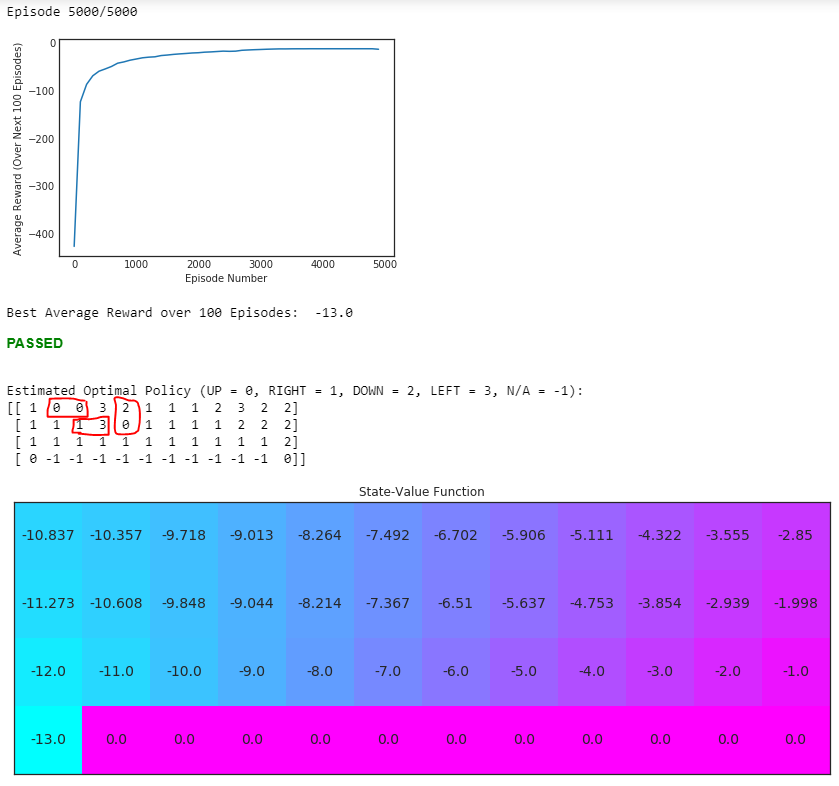 Episode 5000/5000
Average Reward (Over Next 100 Episodes)
0
−100
−200
−300
−400
0 1000 2000 3000 4000 5000
Episode Number
Best Average Reward over 100 Episodes:  -13.0
PASSED
Estimated Optimal Policy (UP = 0, RIGHT = 1, DOWN = 2, LEFT = 3, N/A = -1):
[[ 1  0  0  3  2  1  1  1  2  3  2  2]
[ 1  1  1  3  0  1  1  1  1  2  2  2]
[ 1  1  1  1  1  1  1  1  1  1  1  2]
[ 0 -1 -1 -1 -1 -1 -1 -1 -1 -1 -1  0]]
State-Value Function
-10.837 -10.357 -9.718 -9.013 -8.264 -7.492 -6.702 -5.906 -5.111 -4.322 -3.555 -2.85
-11.273 -10.608 -9.848 -9.044 -8.214 -7.367 -6.51 -5.637 -4.753 -3.854 -2.939 -1.998
-12.0 -11.0 -10.0 -9.0 -8.0 -7.0 -6.0 -5.0 -4.0 -3.0 -2.0 -1.0
-13.0 0.0 0.0 0.0 0.0 0.0 0.0 0.0 0.0 0.0 0.0 0.0